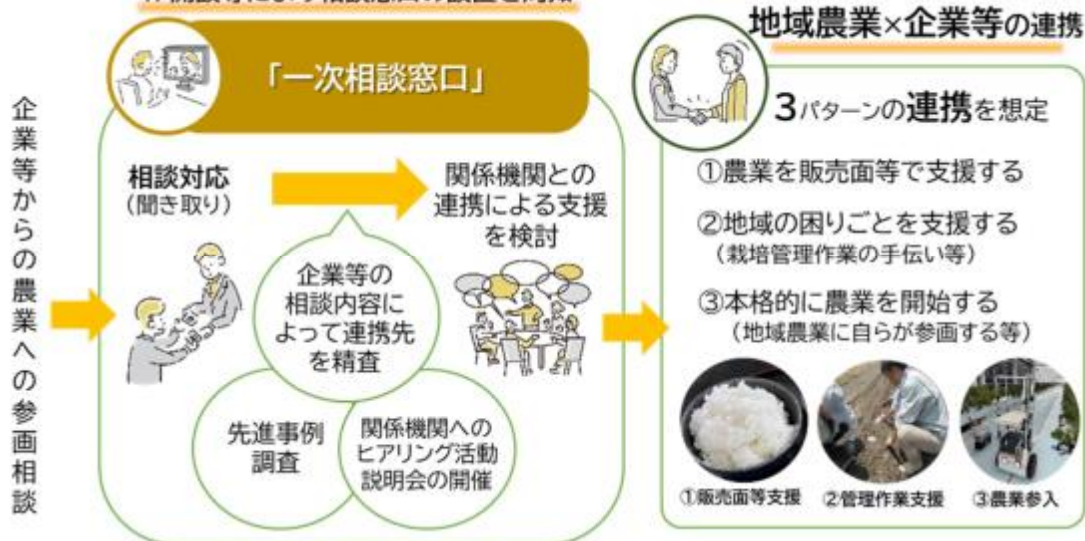 地域農業×企業等の連携
「一次相談窓口」
3パターンの連携を想定
企業等からの農業への参画相談
相談対応
(聞き取り)
関係機関との
連携による支援
を検討
企業等の
相談内容に
よって連携先
を精査
先進事例
調査
関係機関への
ヒアリング活動
説明会の開催
①農業を販売面等で支援する
②地域の困りごとを支援する
(栽培管理作業の手伝い等)
③本格的に農業を開始する
(地域農業に自らが参画する等)
①販売面等支援
②管理作業支援
③農業参入